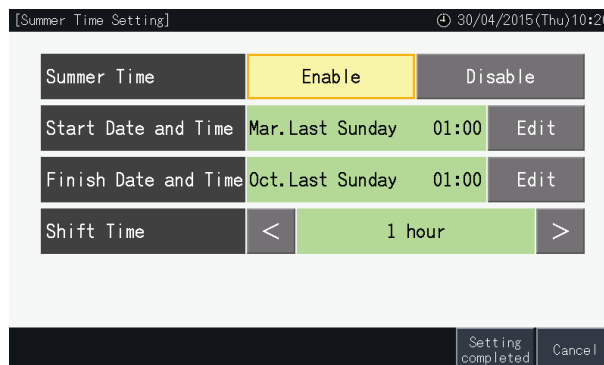 [Summer Time Setting] 30/04/2015(Thu)10:20
Summer Time Enable Disable
Start Date and Time Mar.Last Sunday 01:00 Edit
Finish Date and Time Oct.Last Sunday 01:00 Edit
Shift Time < 1 hour >
Setting completed Cancel